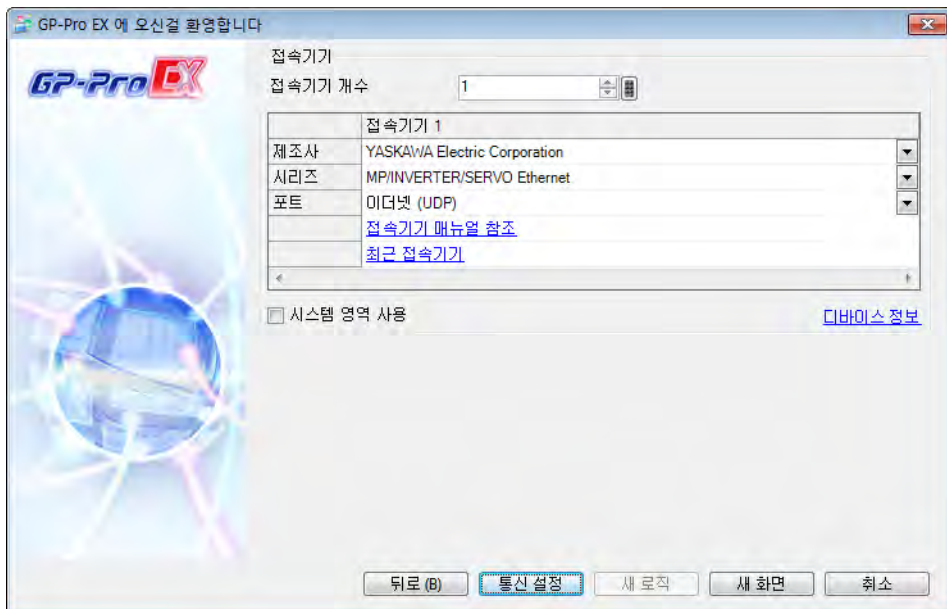 GP-Pro EX 에 오신걸 환영합니다
GP-Pro EX
접속기기
접속기기 개수 1
접속기기 1
제조사 YASKAWA Electric Corporation
시리즈 MP/INVERTER/SERVO Ethernet
포트 이더넷 (UDP)
접속기기 매뉴얼 참조
최근 접속기기
시스템 영역 사용 디바이스 정보
뒤로 (B) 통신 설정 새 로직 새 화면 취소